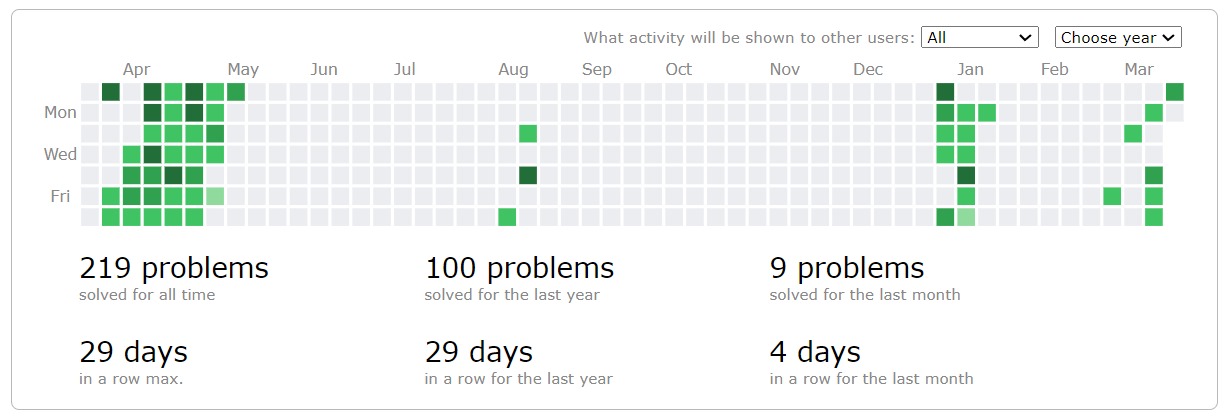 What activity will be shown to other users: All Choose year
Apr May Jun Jul Aug Sep Oct Nov Dec Jan Feb Mar
Mon
Wed
Fri
219 problems
solved for all time
100 problems
solved for the last year
9 problems
solved for the last month
29 days
in a row max.
29 days
in a row for the last year
4 days
in a row for the last month